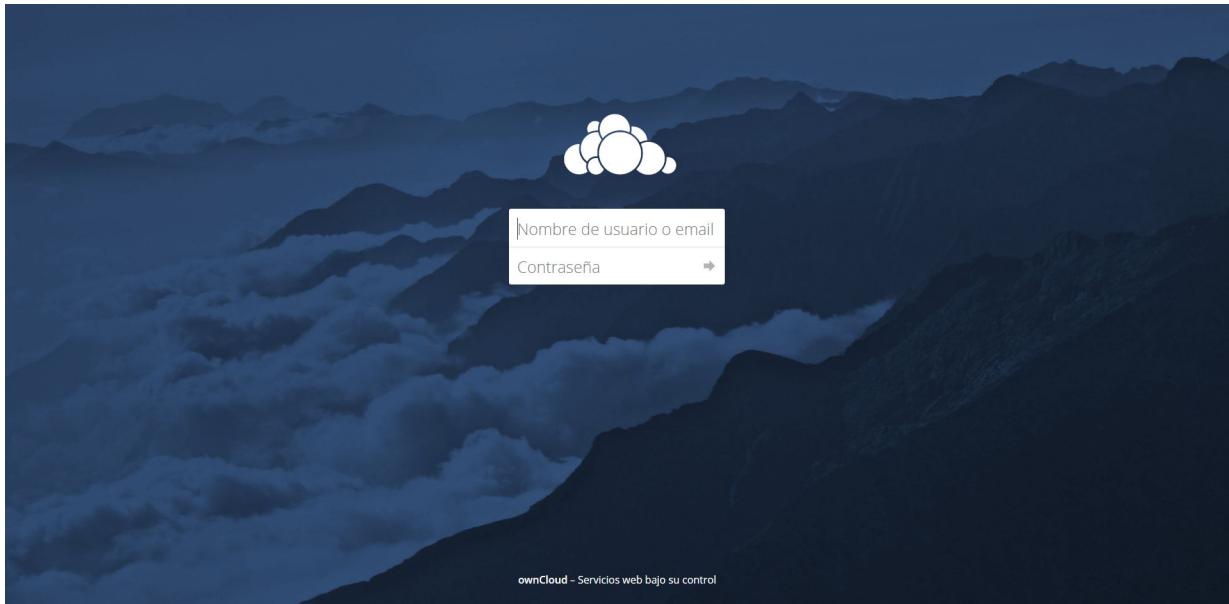 Nombre de usuario o email
Contraseña
ownCloud – Servicios web bajo su control